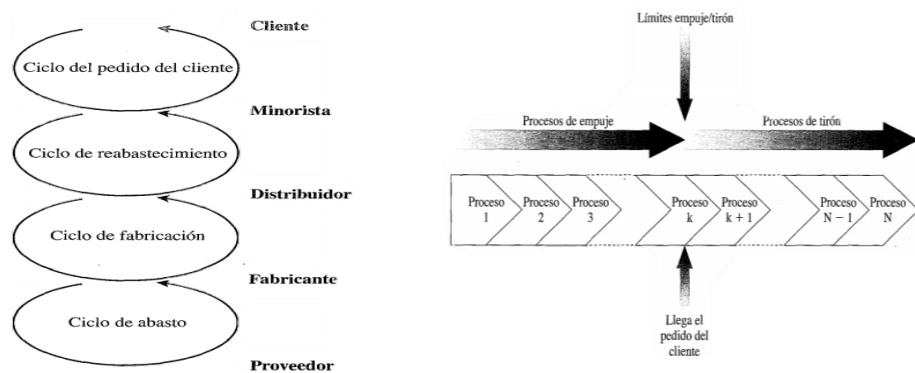 Cliente
Ciclo del pedido del cliente
Minorista
Ciclo de reabastecimiento
Distribuidor
Ciclo de fabricación
Fabricante
Ciclo de abasto
Proveedor
Límites empuje/tirón
Procesos de empuje
Procesos de tirón
Proceso
1
Proceso
2
Proceso
3
Proceso
k
Proceso
k + 1
Proceso
N − 1
Proceso
N
Llega el
pedido del
cliente